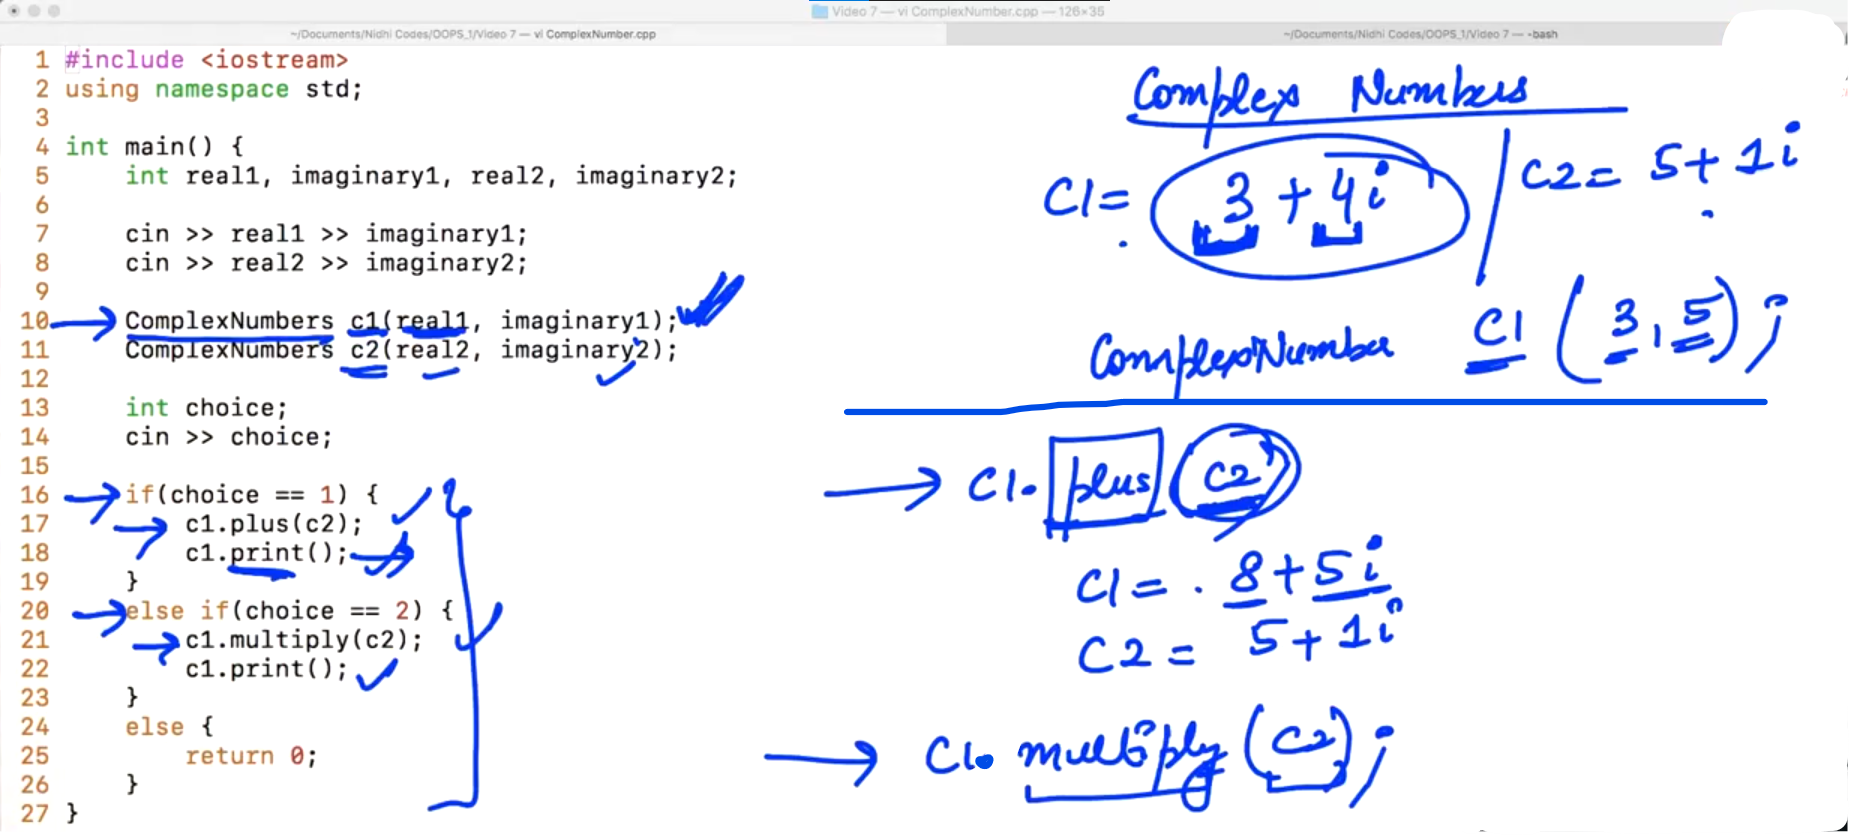 Video 7 — vi ComplexNumber.cpp — 126×35
~/Documents/Nidhi Codes/OOPS_1/Video 7 — vi ComplexNumber.cpp
~/Documents/Nidhi Codes/OOPS_1/Video 7 — -bash
1 #include <iostream>
2 using namespace std;
3
4 int main() {
5     int real1, imaginary1, real2, imaginary2;
6
7     cin >> real1 >> imaginary1;
8     cin >> real2 >> imaginary2;
9
10     ComplexNumbers c1(real1, imaginary1);
11     ComplexNumbers c2(real2, imaginary2);
12
13     int choice;
14     cin >> choice;
15
16     if(choice == 1) {
17         c1.plus(c2);
18         c1.print();
19     }
20     else if(choice == 2) {
21         c1.multiply(c2);
22         c1.print();
23     }
24     else {
25         return 0;
26     }
27 }
Complex Numbers
C1 = 3 + 4i
C2 = 5 + 1i
ComplexNumber C1 (3, 5);
C1. plus (C2)
C1 = 8 + 5i
C2 = 5 + 1i
C1. multiply (C2);